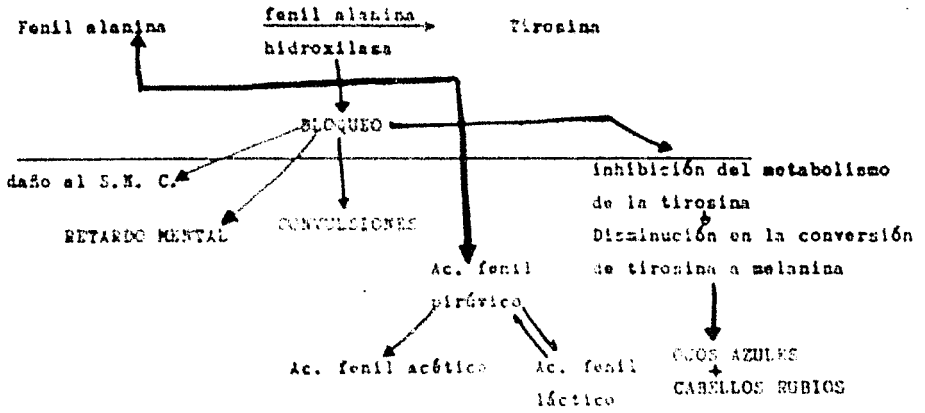 Fenil alanina
fenil alanina
hidroxilasa
Tirosina
BLOQUEO
daño al S.N.C.
RETARDO MENTAL
CONVULSIONES
inhibición del metabolismo
de la tirosina
ó
Disminución en la conversión
de tirosina a melanina
Ac. fenil
pirúvico
Ac. fenil acético
Ac. fenil
láctico
OJOS AZULES
+
CABELLOS RUBIOS